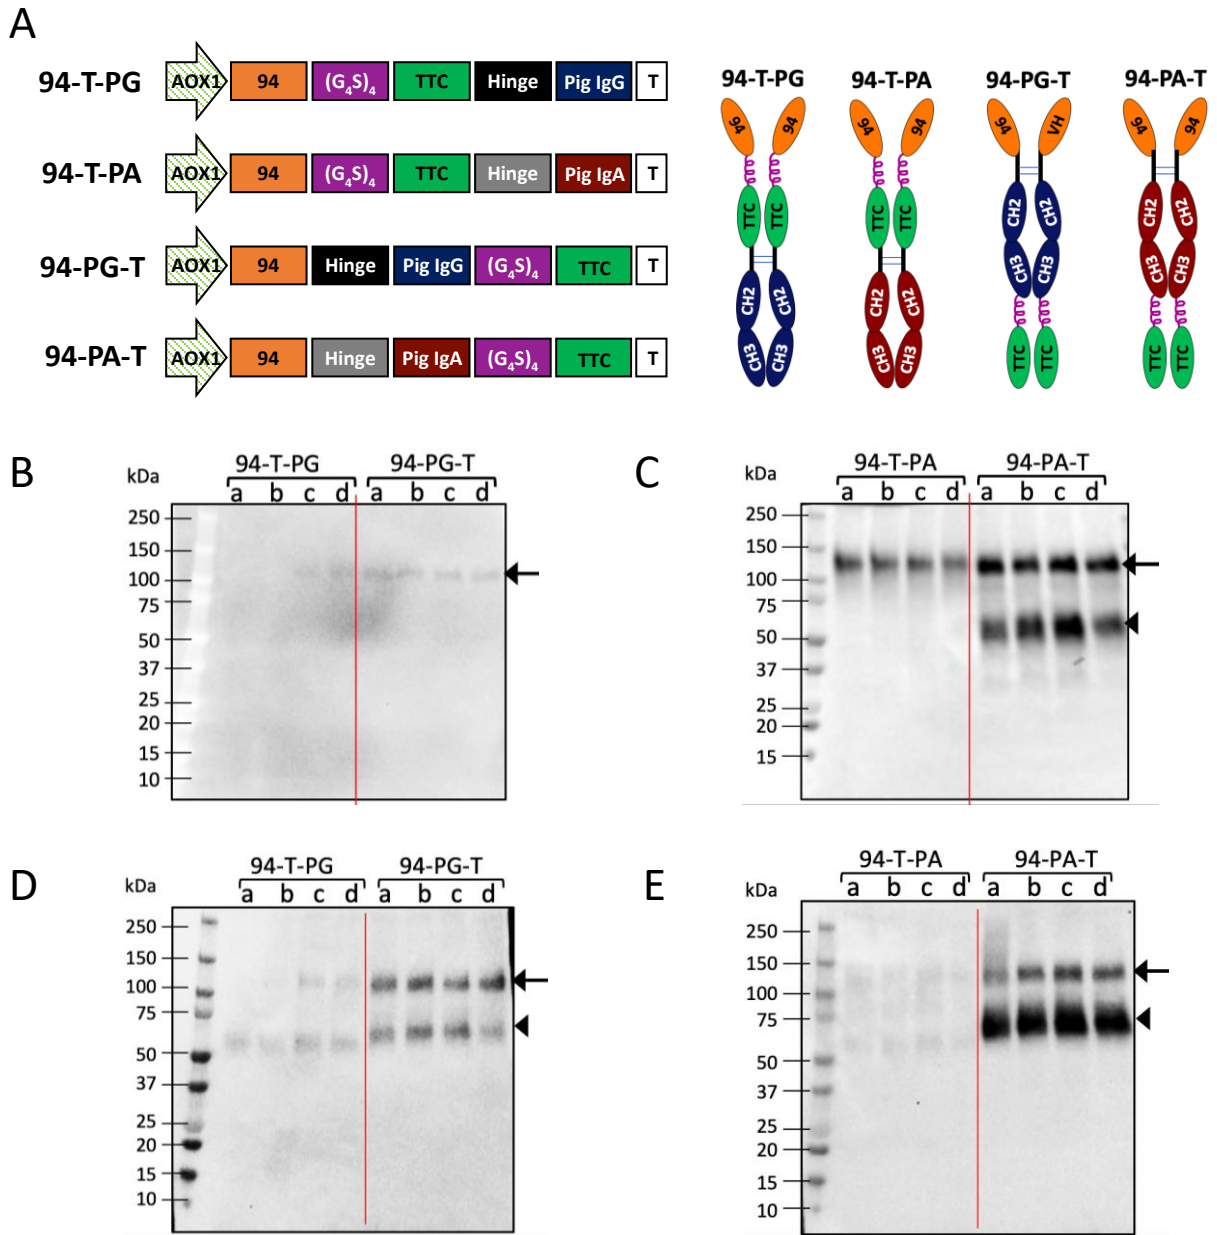 A
94-T-PG AOX1 94 (G4S)4 TTC Hinge Pig IgG T
94-T-PA AOX1 94 (G4S)4 TTC Hinge Pig IgA T
94-PG-T AOX1 94 Hinge Pig IgG (G4S)4 TTC T
94-PA-T AOX1 94 Hinge Pig IgA (G4S)4 TTC T
94-T-PG 94-T-PA 94-PG-T 94-PA-T
94 94 94 94 94 VH 94 94
TTC TTC TTC TTC CH2 CH2 CH2 CH2
CH2 CH2 CH2 CH2 CH3 CH3 CH3 CH3
CH3 CH3 CH3 CH3 TTC TTC TTC TTC
B
kDa
94-T-PG 94-PG-T
a b c d a b c d
250
150
100
75
50
37
25
20
15
10
C
kDa
94-T-PA 94-PA-T
a b c d a b c d
250
150
100
75
50
37
25
20
15
D
kDa
94-T-PG 94-PG-T
a b c d a b c d
250
150
100
75
50
37
25
20
15
10
E
kDa
94-T-PA 94-PA-T
a b c d a b c d
250
150
100
75
50
37
25
20
15
10